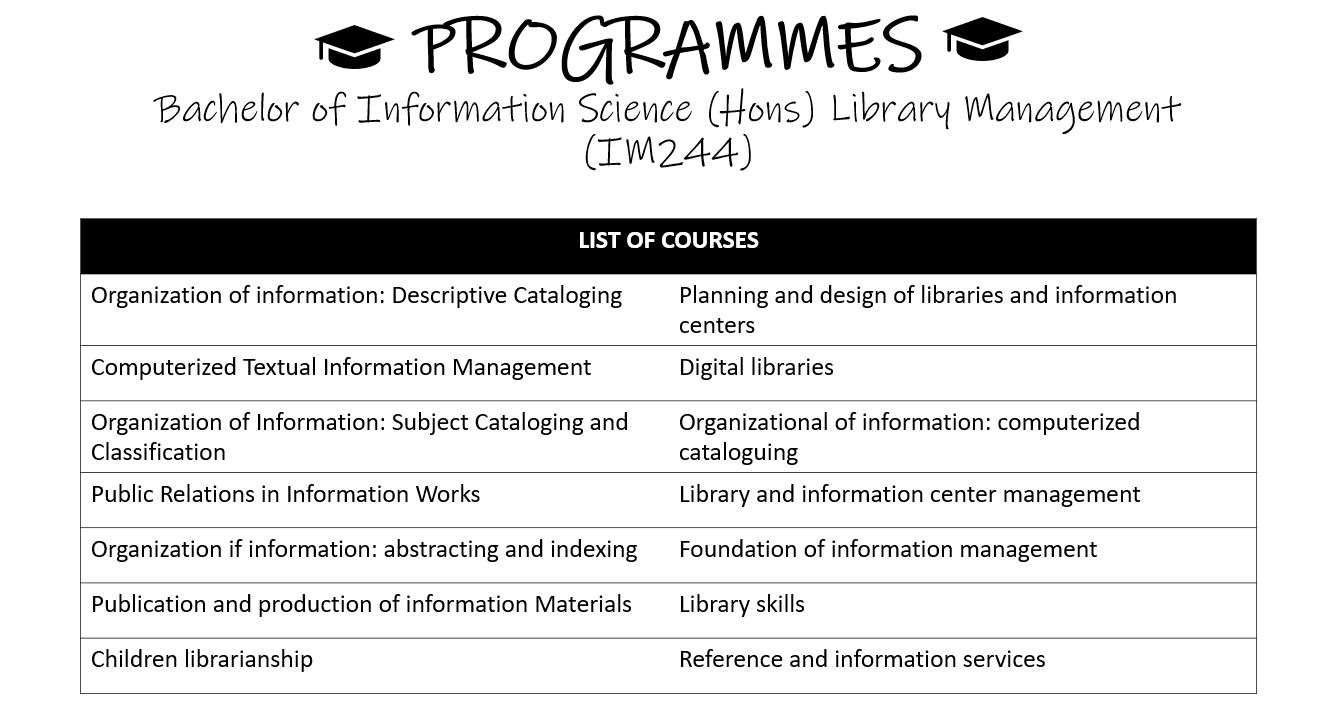 PROGRAMMES
Bachelor of Information Science (Hons) Library Management
(IM244)
LIST OF COURSES
Organization of information: Descriptive Cataloging
Planning and design of libraries and information
centers
Computerized Textual Information Management
Digital libraries
Organization of Information: Subject Cataloging and
Classification
Organizational of information: computerized
cataloguing
Public Relations in Information Works
Library and information center management
Organization if information: abstracting and indexing
Foundation of information management
Publication and production of information Materials
Library skills
Children librarianship
Reference and information services